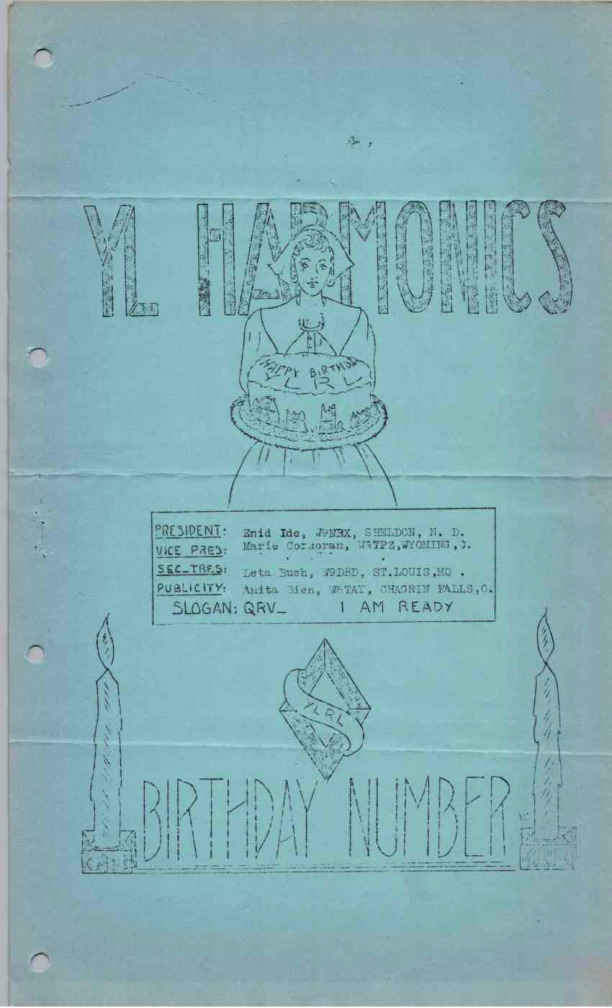 YL HARMONICS
HAPPY BIRTHDAY
YLRL
PRESIDENT: Enid Ide, W9NBX, SHELDON, N. D.
VICE PRES: Marie Corcoran, WYOMING, O.
SEC-TRES: Leta Bush, W9DBD, ST.LOUIS,MO .
PUBLICITY: Anita Bien, W8TAY, CHAGRIN FALLS,O.
SLOGAN: QRV_ I AM READY
YLRL
BIRTHDAY NUMBER